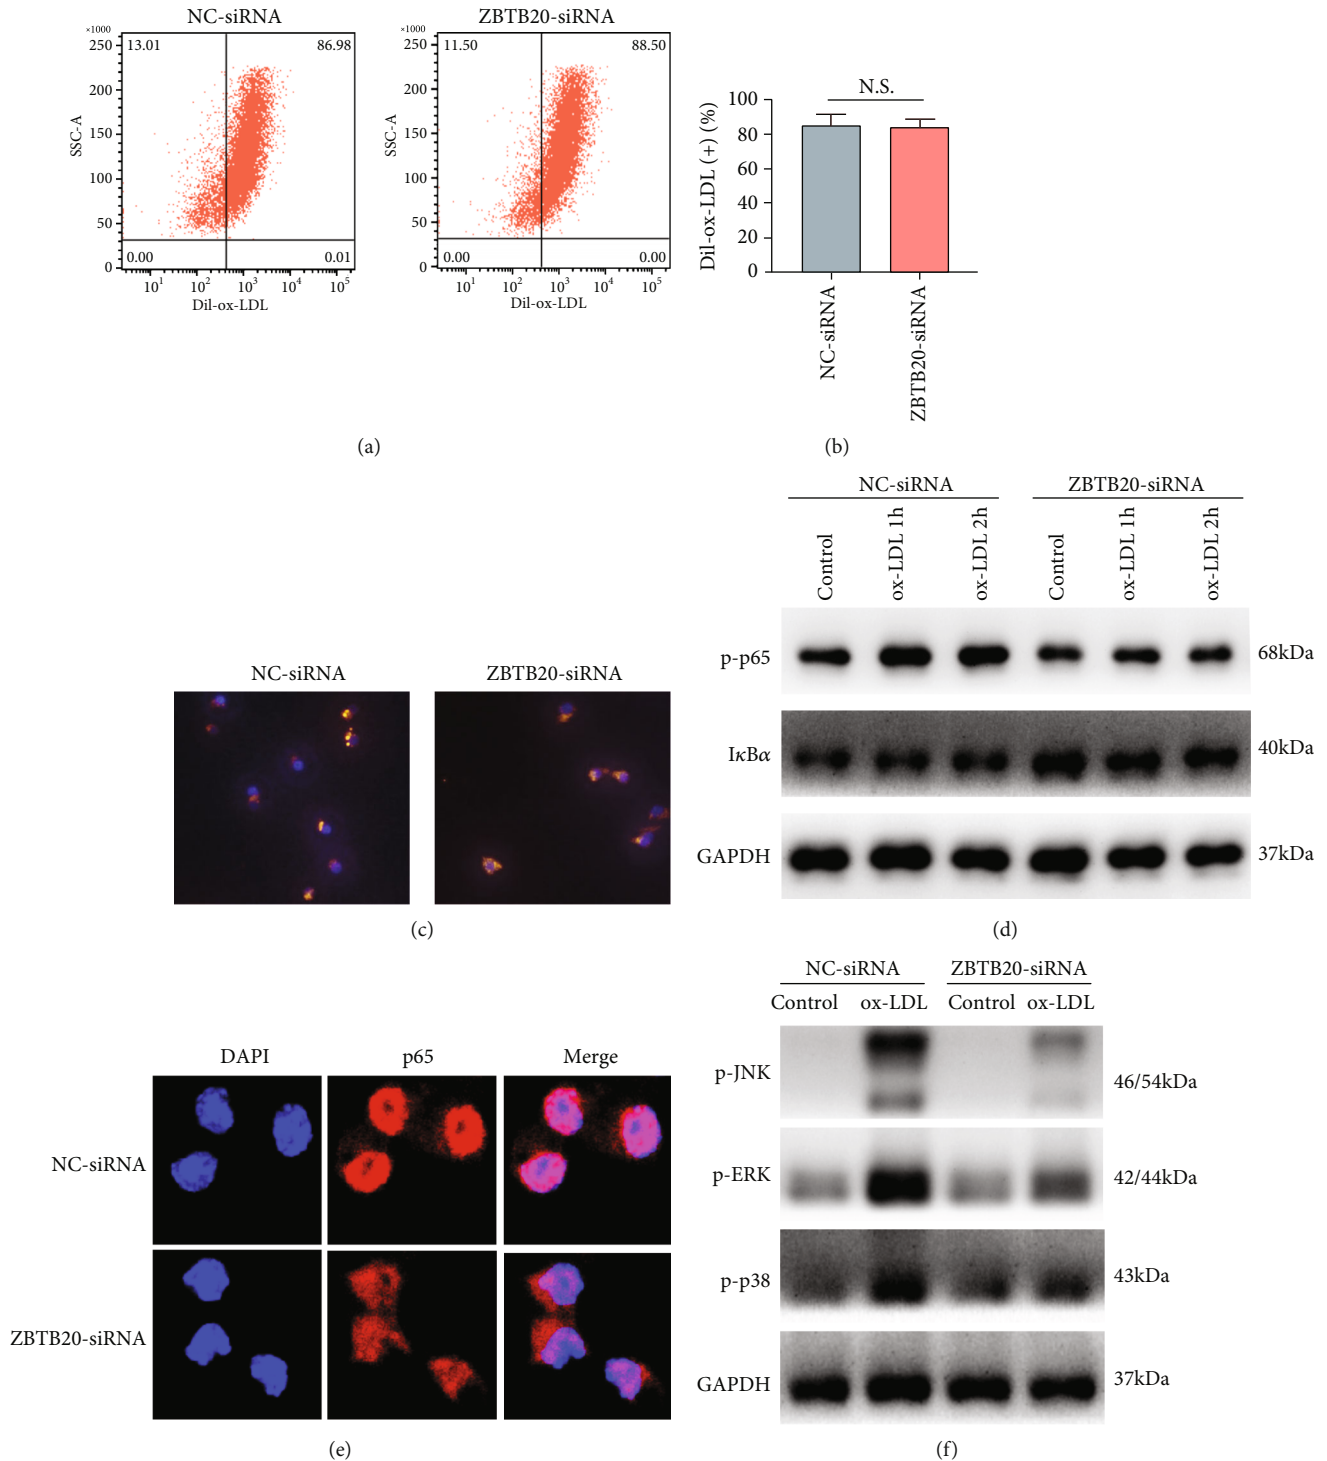 NC-siRNA
×1000
13.01 86.98
250
200
150
100
50
0
SSC-A
0.00 0.01
10¹ 10² 10³ 10⁴ 10⁵
Dil-ox-LDL
ZBTB20-siRNA
×1000
11.50 88.50
250
200
150
100
50
0
SSC-A
0.00 0.00
10¹ 10² 10³ 10⁴ 10⁵
Dil-ox-LDL
(a)
N.S.
100
80
60
40
20
0
Dil-ox-LDL (+) (%)
NC-siRNA
ZBTB20-siRNA
(b)
NC-siRNA ZBTB20-siRNA
(c)
NC-siRNA ZBTB20-siRNA
Control ox-LDL 1h ox-LDL 2h Control ox-LDL 1h ox-LDL 2h
p-p65 68kDa
IκBα 40kDa
GAPDH 37kDa
(d)
DAPI p65 Merge
NC-siRNA
ZBTB20-siRNA
(e)
NC-siRNA ZBTB20-siRNA
Control ox-LDL Control ox-LDL
p-JNK 46/54kDa
p-ERK 42/44kDa
p-p38 43kDa
GAPDH 37kDa
(f)